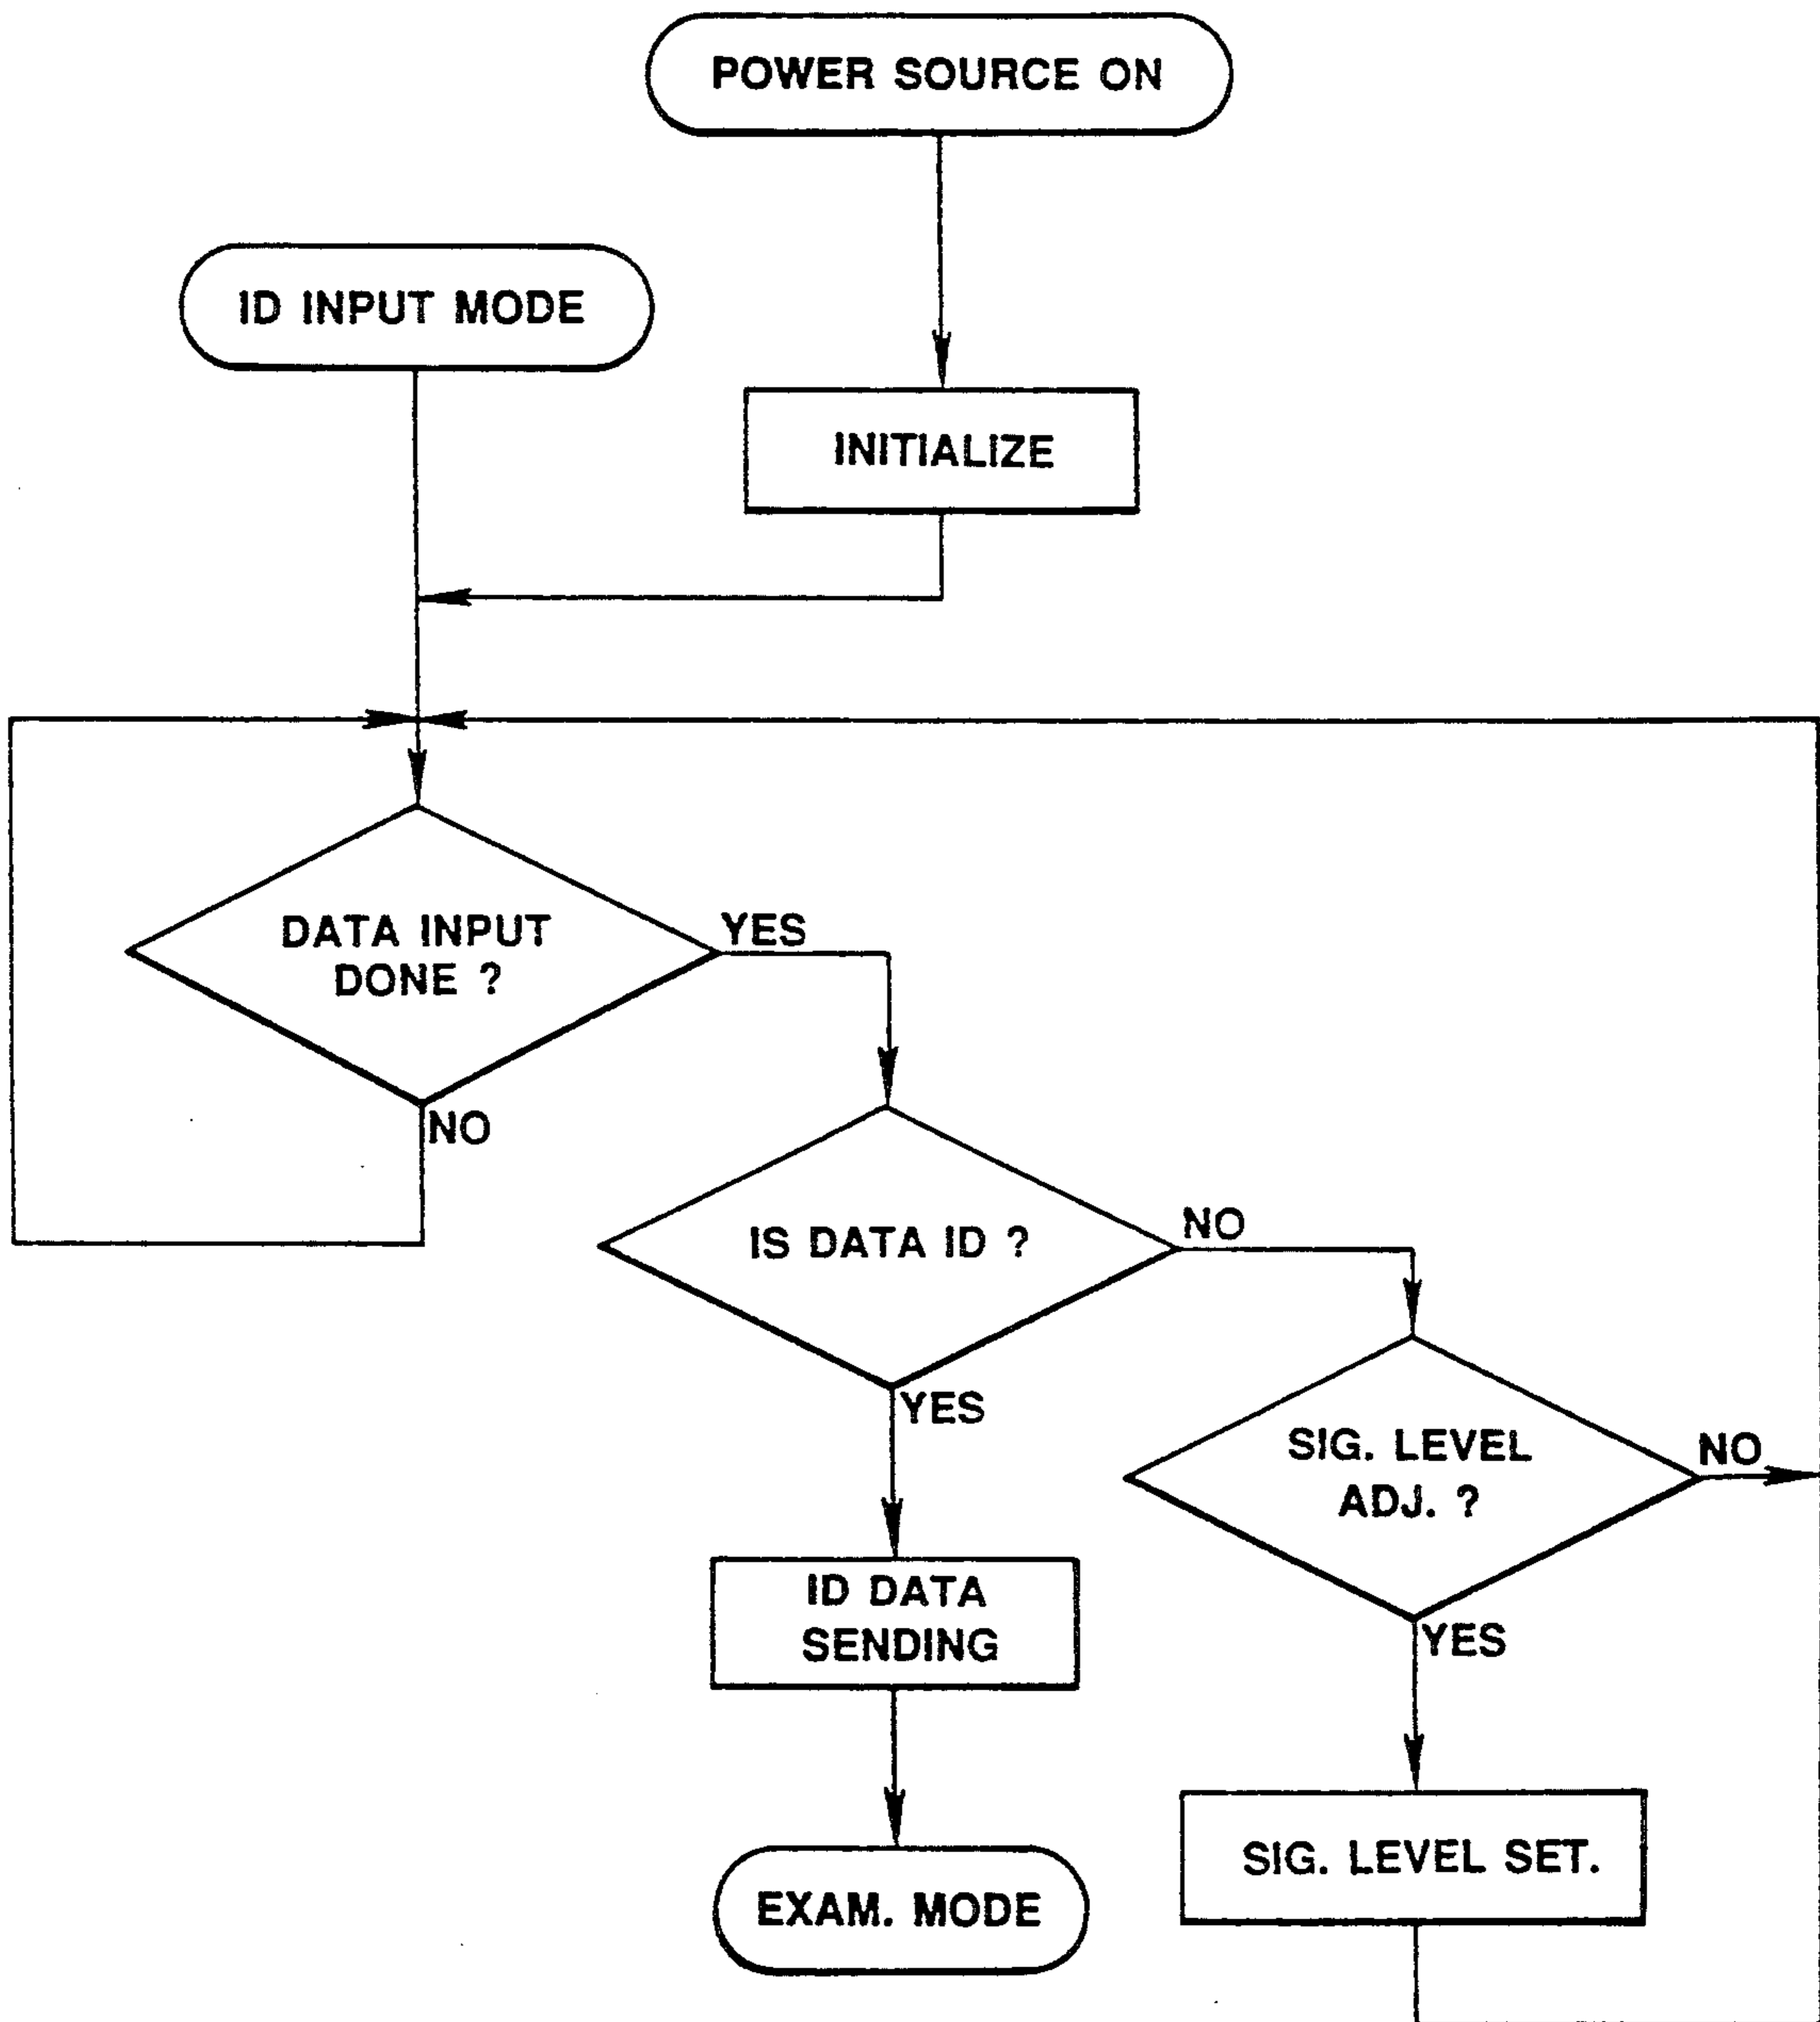 POWER SOURCE ON
ID INPUT MODE
INITIALIZE
DATA INPUT
DONE ?
YES
NO
IS DATA ID ?
NO
YES
SIG. LEVEL
ADJ. ?
NO
YES
ID DATA
SENDING
SIG. LEVEL SET.
EXAM. MODE